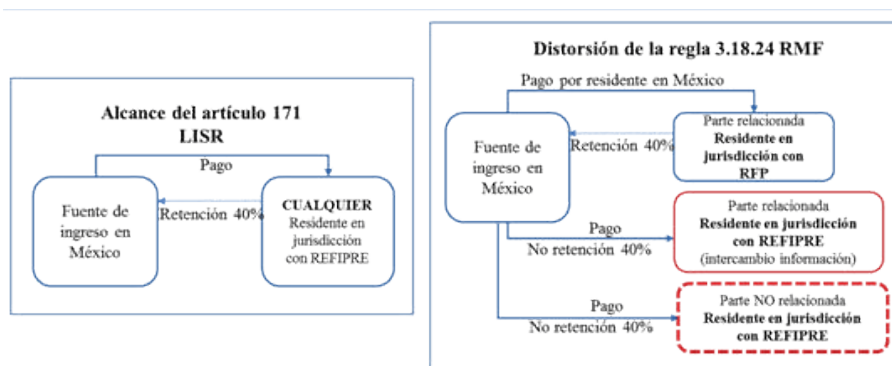 Alcance del artículo 171
LISR
Pago
Fuente de
ingreso en
México
Retención 40%
CUALQUIER
Residente en
jurisdicción
con REFIPRE
Distorsión de la regla 3.18.24 RMF
Pago por residente en México
Fuente de
ingreso en
México
Retención 40%
Parte relacionada
Residente en
jurisdicción con
RFP
Pago
No retención 40%
Parte relacionada
Residente en jurisdicción
con REFIPRE
(intercambio información)
Pago
No retención 40%
Parte NO relacionada
Residente en jurisdicción
con REFIPRE